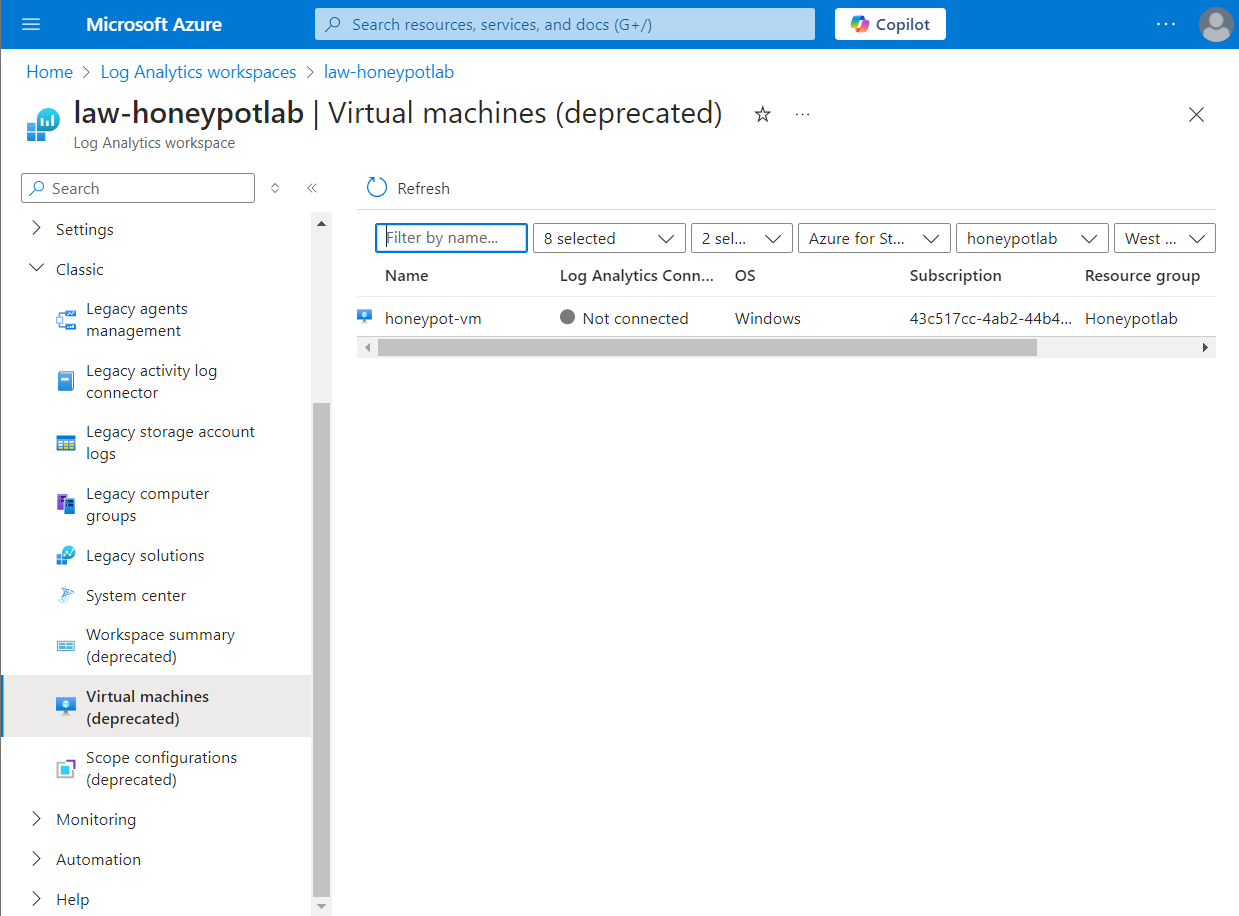 Microsoft Azure
Search resources, services, and docs (G+/)
Copilot
...
Home > Log Analytics workspaces > law-honeypotlab
law-honeypotlab | Virtual machines (deprecated)
...
Log Analytics workspace
Search
Refresh
Settings
Classic
Legacy agents
management
Legacy activity log
connector
Legacy storage account
logs
Legacy computer
groups
Legacy solutions
System center
Workspace summary
(deprecated)
Virtual machines
(deprecated)
Scope configurations
(deprecated)
Monitoring
Automation
Help
Filter by name... 8 selected 2 sel... Azure for St... honeypotlab West ...
Name Log Analytics Conn... OS Subscription Resource group
honeypot-vm Not connected Windows 43c517cc-4ab2-44b4... Honeypotlab